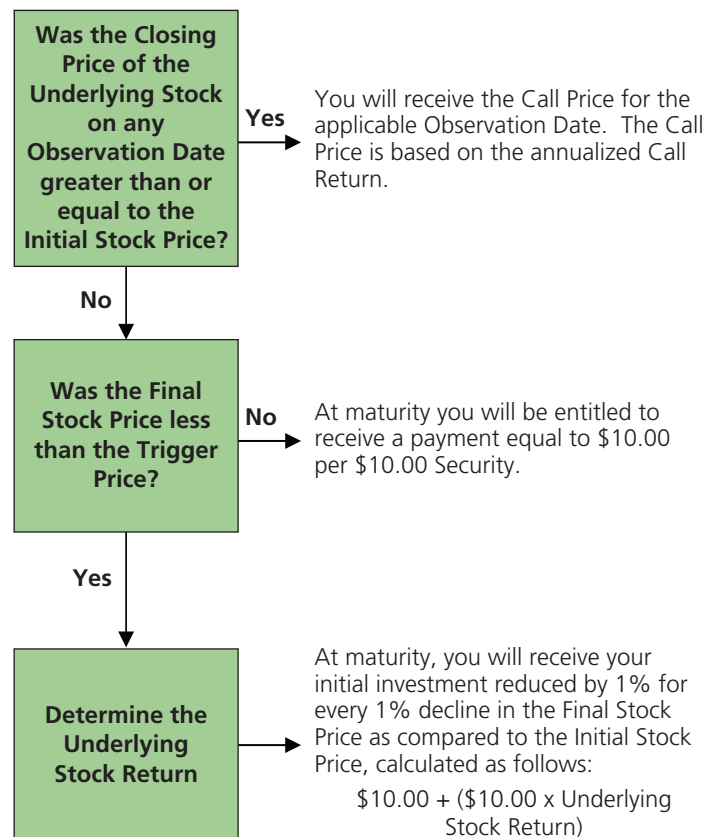 Was the Closing
Price of the
Underlying Stock
on any
Observation Date
greater than or
equal to the
Initial Stock Price?
Yes
You will receive the Call Price for the
applicable Observation Date. The Call
Price is based on the annualized Call
Return.
No
Was the Final
Stock Price less
than the Trigger
Price?
No
At maturity you will be entitled to
receive a payment equal to $10.00
per $10.00 Security.
Yes
Determine the
Underlying
Stock Return
At maturity, you will receive your
initial investment reduced by 1% for
every 1% decline in the Final Stock
Price as compared to the Initial Stock
Price, calculated as follows:
$10.00 + ($10.00 x Underlying
Stock Return)